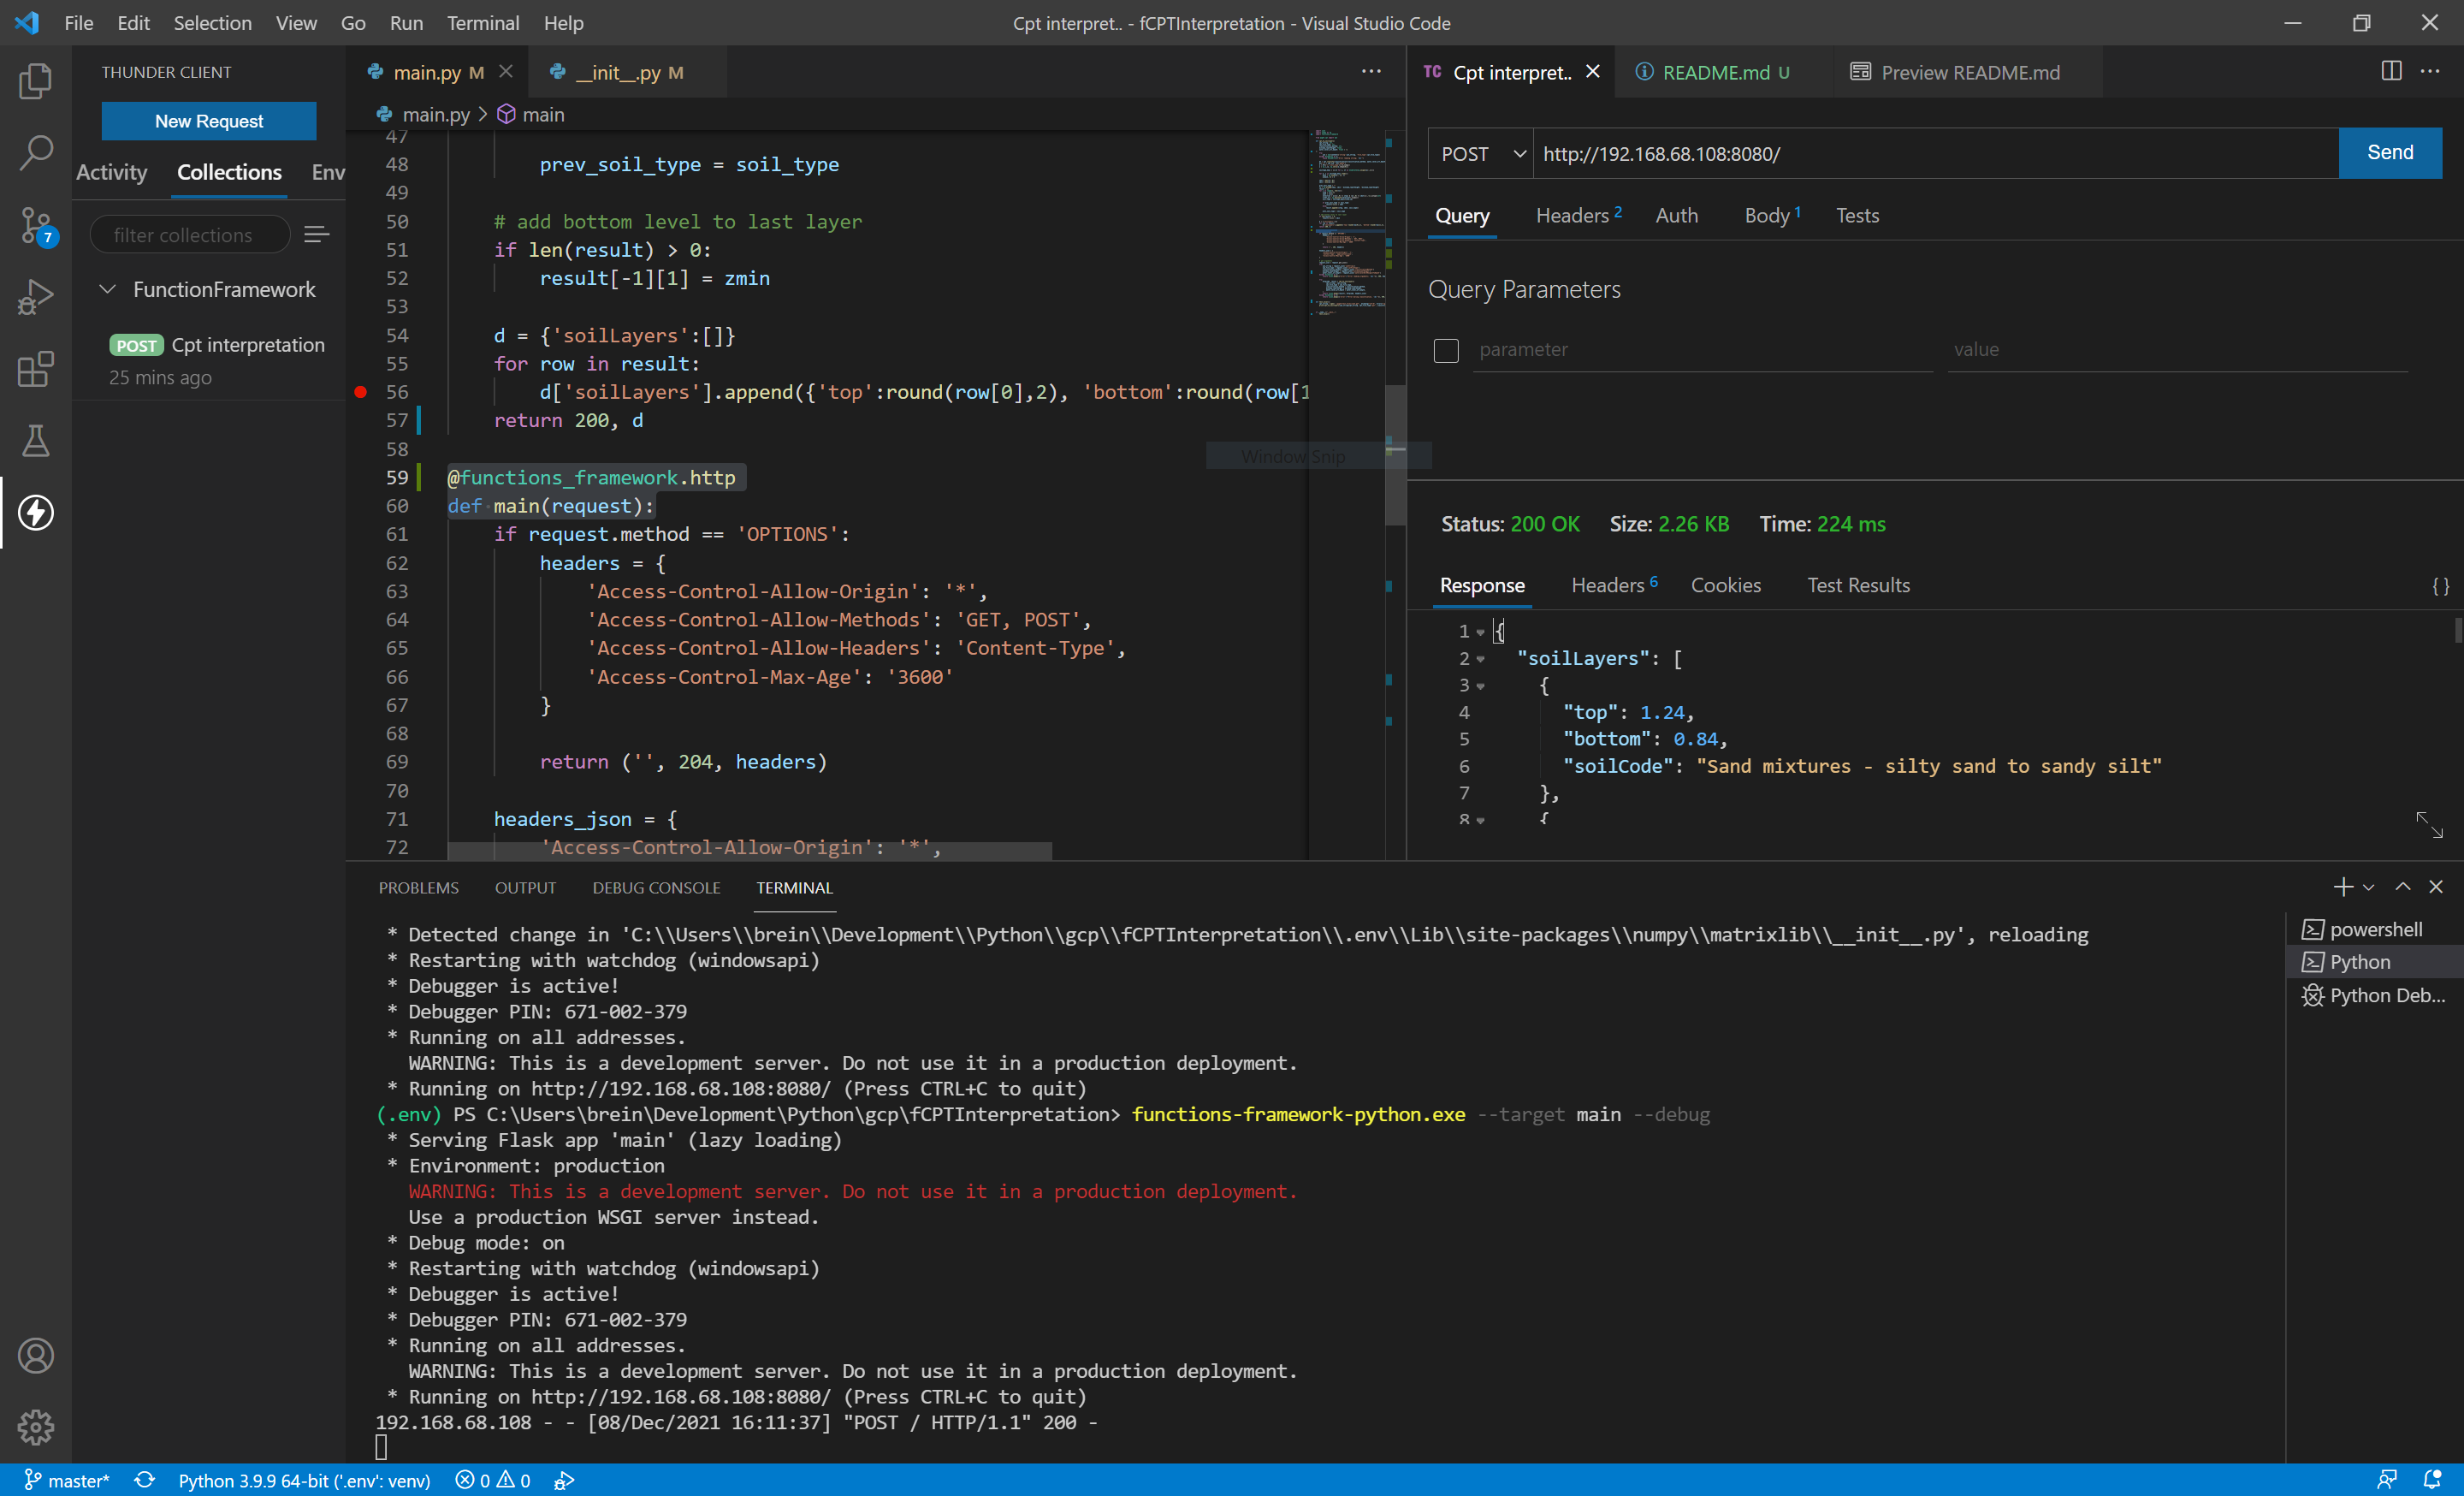 File Edit Selection View Go Run Terminal Help
Cpt interpret.. - fCPTInterpretation - Visual Studio Code
THUNDER CLIENT
New Request
Activity Collections Env
filter collections
7
FunctionFramework
POST Cpt interpretation
25 mins ago
main.py M __init__.py M
main.py > main
47
48 prev_soil_type = soil_type
49
50 # add bottom level to last layer
51 if len(result) > 0:
52 result[-1][1] = zmin
53
54 d = {'soilLayers':[]}
55 for row in result:
56 d['soilLayers'].append({'top':round(row[0],2), 'bottom':round(row[1
57 return 200, d
58
59 @functions_framework.http
60 def main(request):
61 if request.method == 'OPTIONS':
62 headers = {
63 'Access-Control-Allow-Origin': '*',
64 'Access-Control-Allow-Methods': 'GET, POST',
65 'Access-Control-Allow-Headers': 'Content-Type',
66 'Access-Control-Max-Age': '3600'
67 }
68
69 return ('', 204, headers)
70
71 headers_json = {
72 'Access-Control-Allow-Origin': '*',
Window Snip
TC Cpt interpret.. README.md U Preview README.md
POST http://192.168.68.108:8080/ Send
Query Headers 2 Auth Body 1 Tests
Query Parameters
parameter value
Status: 200 OK Size: 2.26 KB Time: 224 ms
Response Headers 6 Cookies Test Results {}
1 {
2 "soilLayers": [
3 {
4 "top": 1.24,
5 "bottom": 0.84,
6 "soilCode": "Sand mixtures - silty sand to sandy silt"
7 },
8 {
PROBLEMS OUTPUT DEBUG CONSOLE TERMINAL
* Detected change in 'C:\\Users\\brein\\Development\\Python\\gcp\\fCPTInterpretation\\.env\\Lib\\site-packages\\numpy\\matrixlib\\__init__.py', reloading
* Restarting with watchdog (windowsapi)
* Debugger is active!
* Debugger PIN: 671-002-379
* Running on all addresses.
WARNING: This is a development server. Do not use it in a production deployment.
* Running on http://192.168.68.108:8080/ (Press CTRL+C to quit)
(.env) PS C:\Users\brein\Development\Python\gcp\fCPTInterpretation> functions-framework-python.exe --target main --debug
* Serving Flask app 'main' (lazy loading)
* Environment: production
WARNING: This is a development server. Do not use it in a production deployment.
Use a production WSGI server instead.
* Debug mode: on
* Restarting with watchdog (windowsapi)
* Debugger is active!
* Debugger PIN: 671-002-379
* Running on all addresses.
WARNING: This is a development server. Do not use it in a production deployment.
* Running on http://192.168.68.108:8080/ (Press CTRL+C to quit)
192.168.68.108 - - [08/Dec/2021 16:11:37] "POST / HTTP/1.1" 200 -
powershell
Python
Python Deb...
master* Python 3.9.9 64-bit ('.env': venv) 0 0